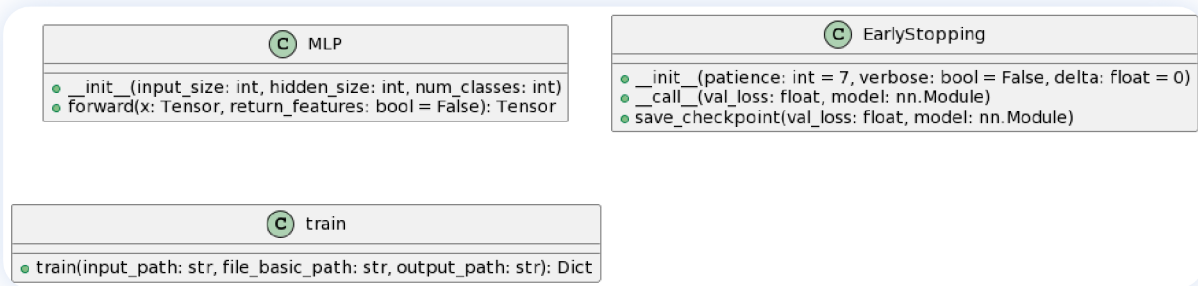 C MLP
__init__(input_size: int, hidden_size: int, num_classes: int)
forward(x: Tensor, return_features: bool = False): Tensor
C EarlyStopping
__init__(patience: int = 7, verbose: bool = False, delta: float = 0)
__call__(val_loss: float, model: nn.Module)
save_checkpoint(val_loss: float, model: nn.Module)
C train
train(input_path: str, file_basic_path: str, output_path: str): Dict